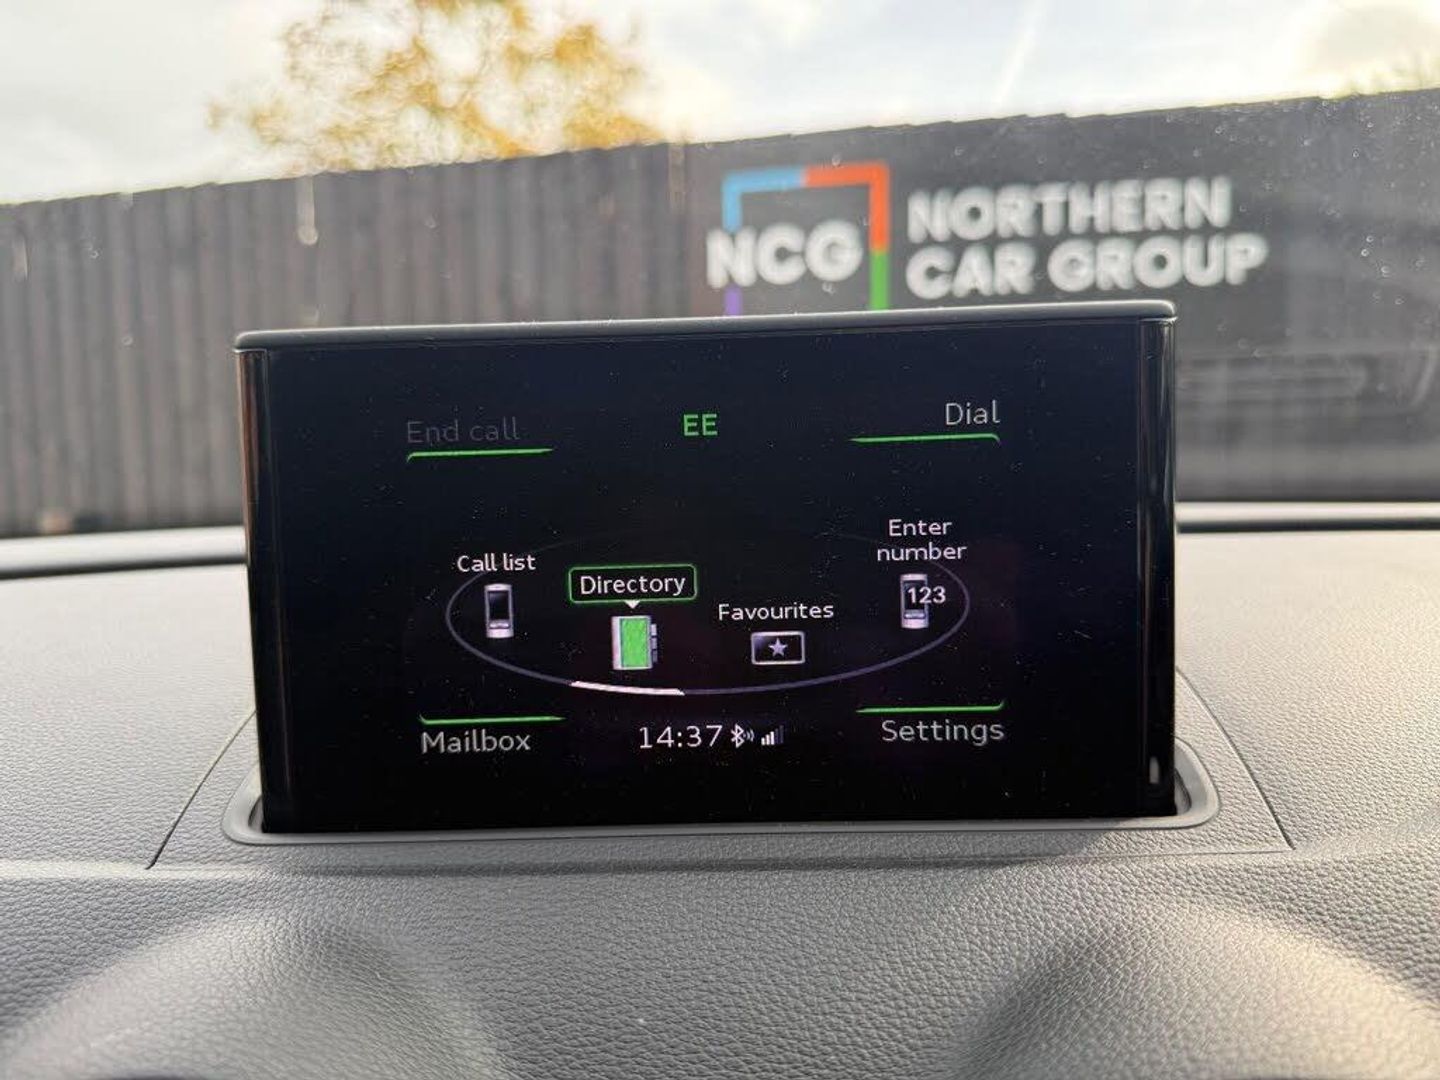 NCG
NORTHERN
CAR GROUP
End call
EE
Dial
Call list
Directory
Favourites
Enter
number
123
Mailbox
14:37
Settings